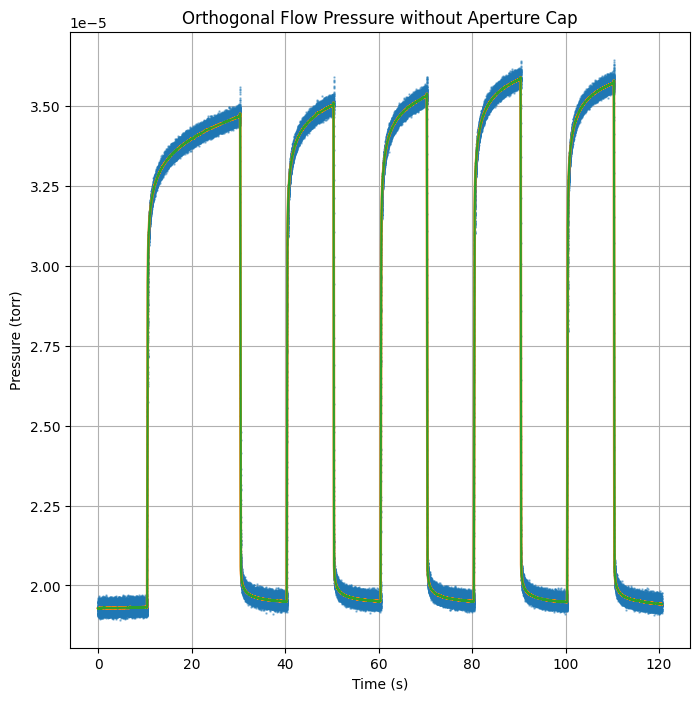 Orthogonal Flow Pressure without Aperture Cap
1e−5
3.50
3.25
3.00
2.75
2.50
2.25
2.00
Pressure (torr)
0 20 40 60 80 100 120
Time (s)